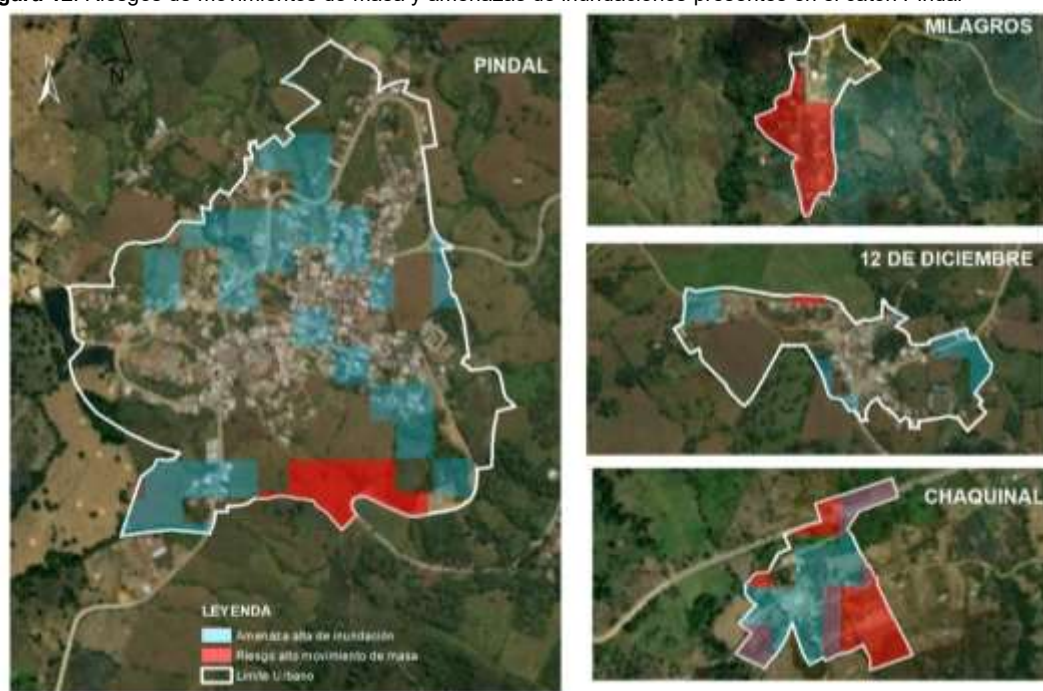 Riesgos de movimientos de masa y amenazas de inundaciones presentes en el catón Pindal
PINDAL
N
LEYENDA
Amenaza alta de inundación
Riesgo alto movimiento de masa
Límite Urbano
MILAGROS
12 DE DICIEMBRE
CHAQUINAL